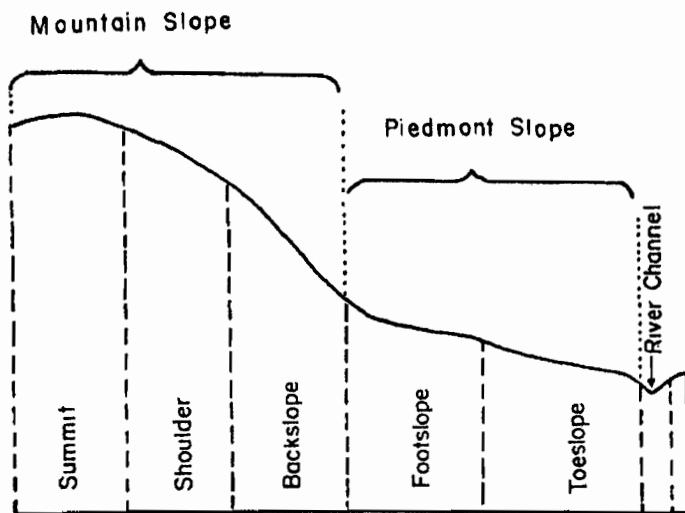 Mountain Slope
Piedmont Slope
Summit
Shoulder
Backslope
Footslope
Toeslope
River Channel